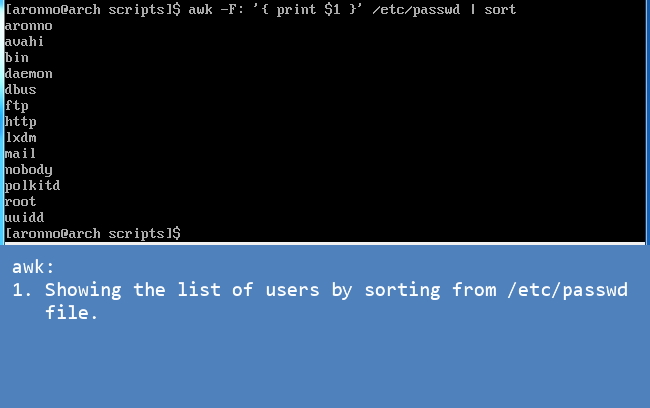 [aronno@arch scripts]$ awk -F: '{ print $1 }' /etc/passwd | sort
aronno
avahi
bin
daemon
dbus
ftp
http
lxdm
mail
nobody
polkitd
root
uuidd
[aronno@arch scripts]$
awk:
1. Showing the list of users by sorting from /etc/passwd
file.